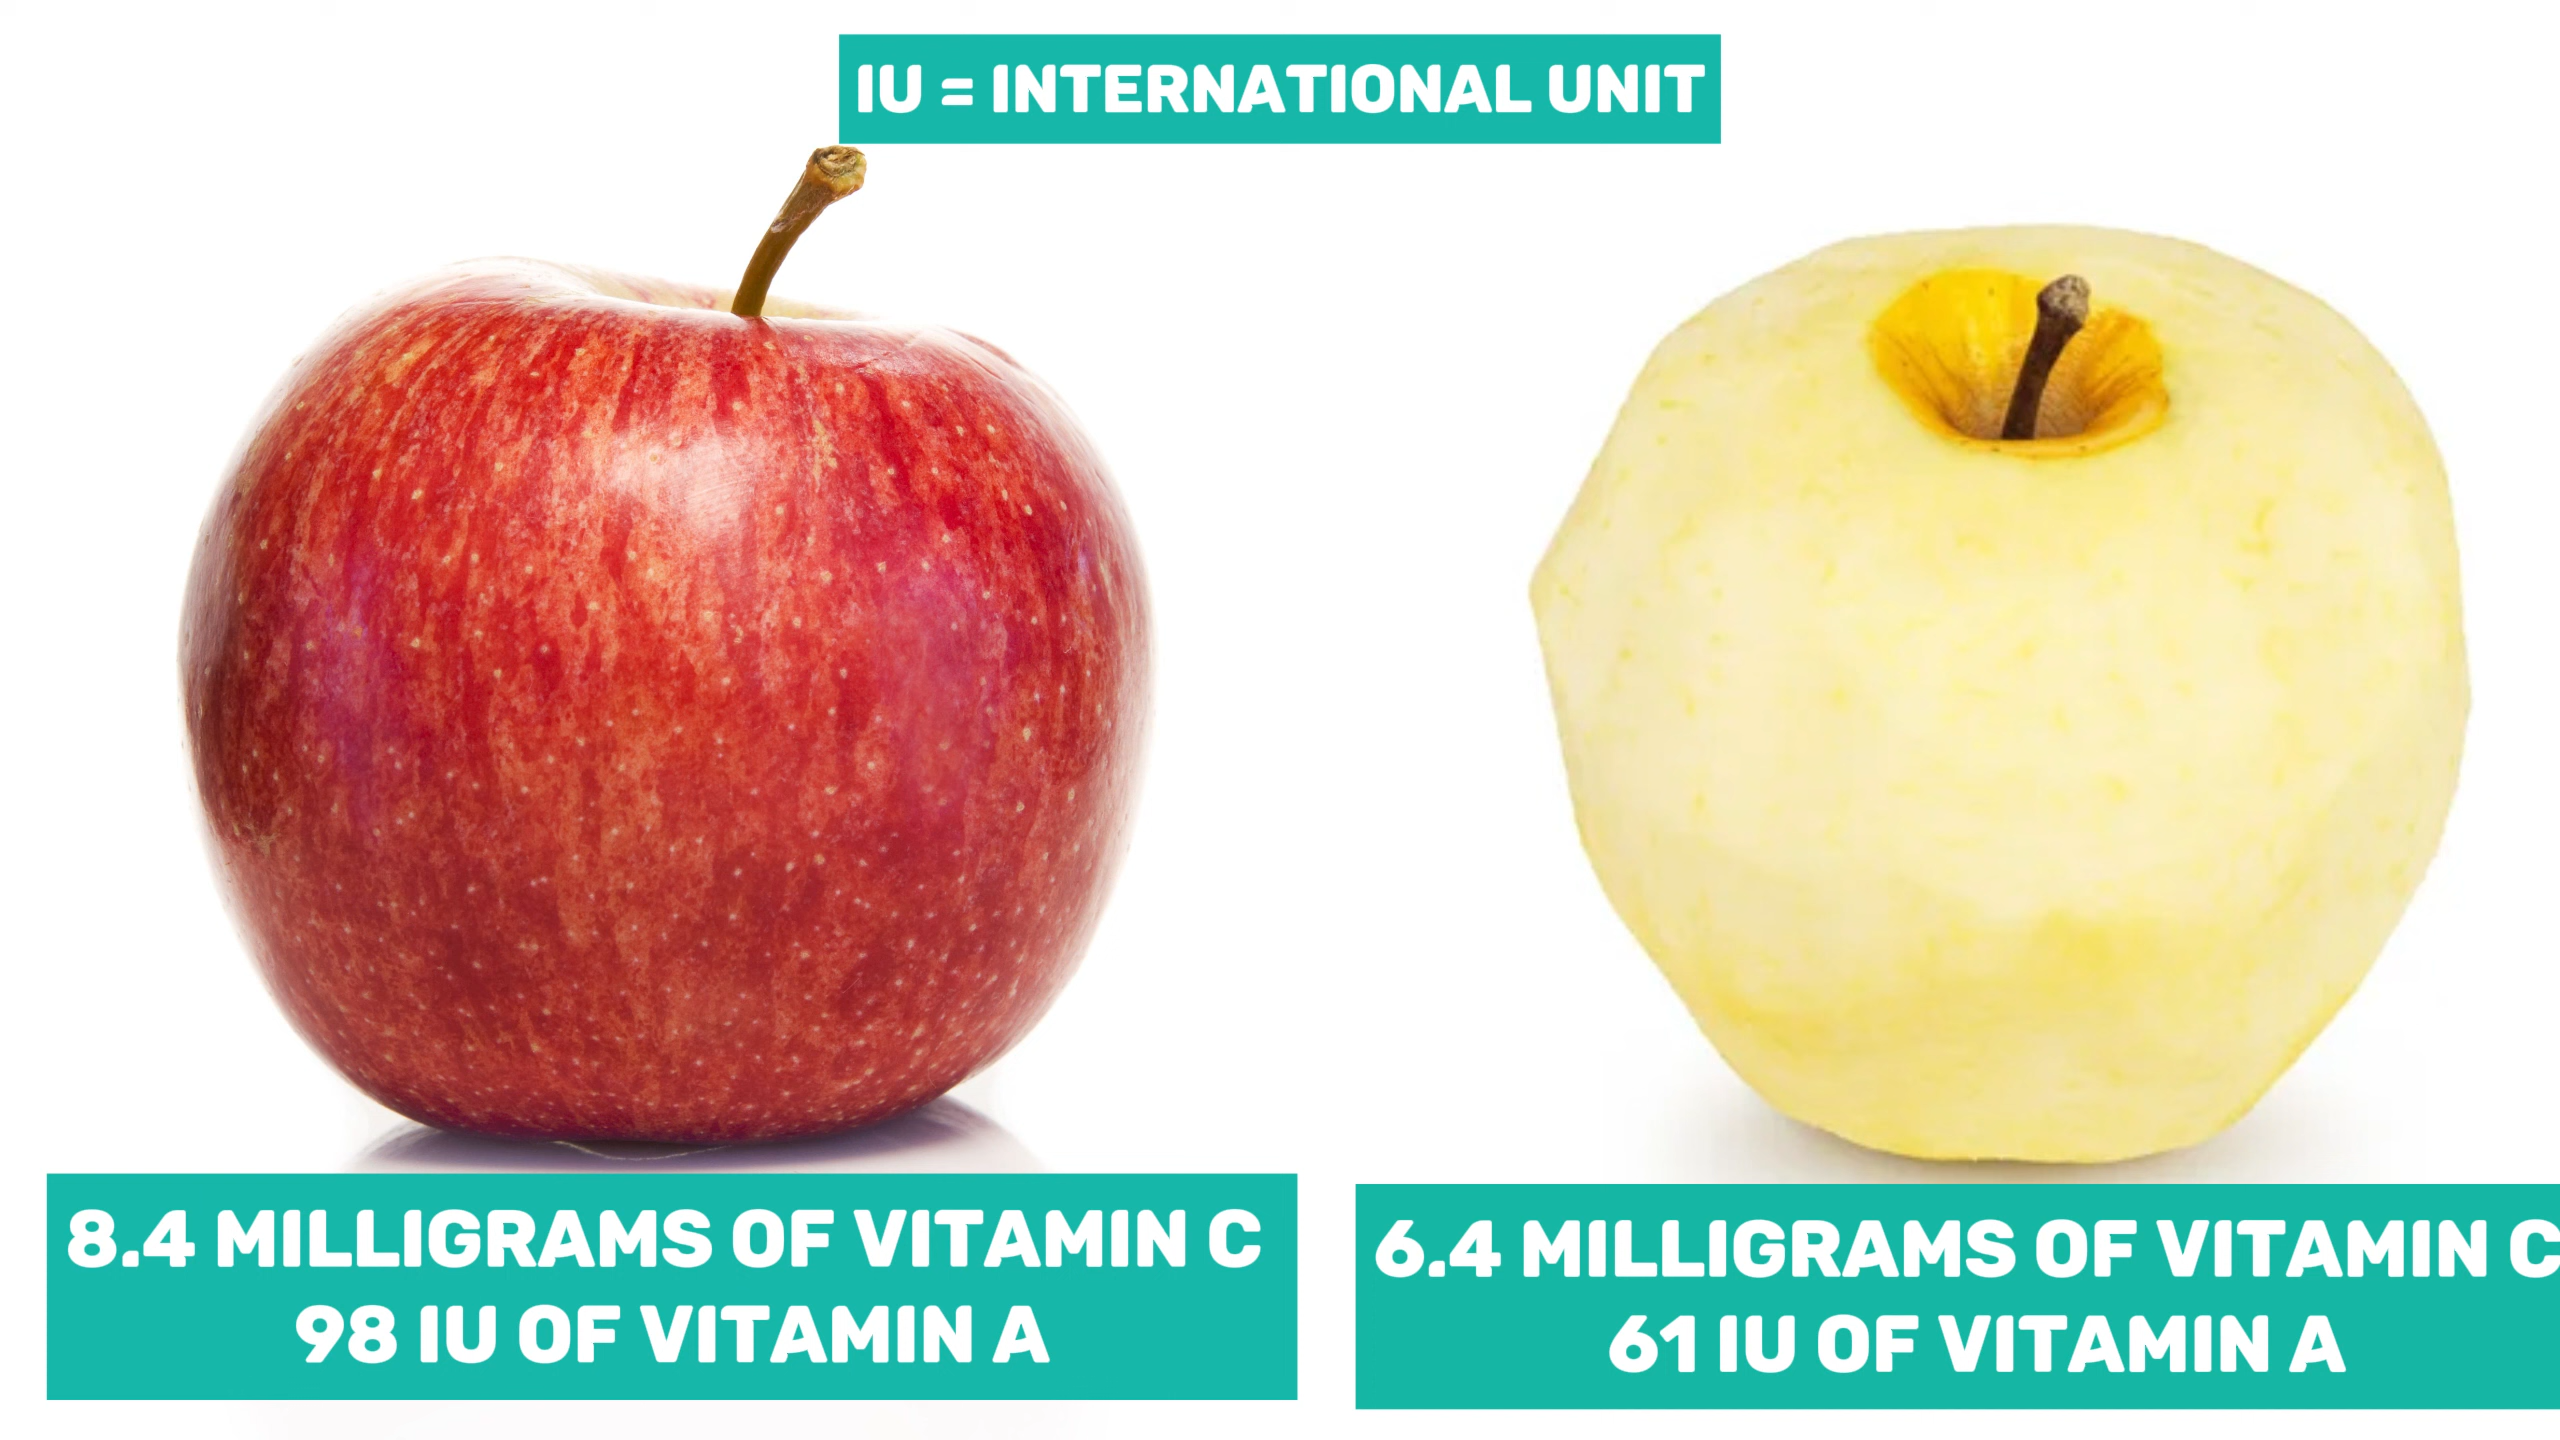 IU = INTERNATIONAL UNIT
8.4 MILLIGRAMS OF VITAMIN C
98 IU OF VITAMIN A
6.4 MILLIGRAMS OF VITAMIN C
61 IU OF VITAMIN A